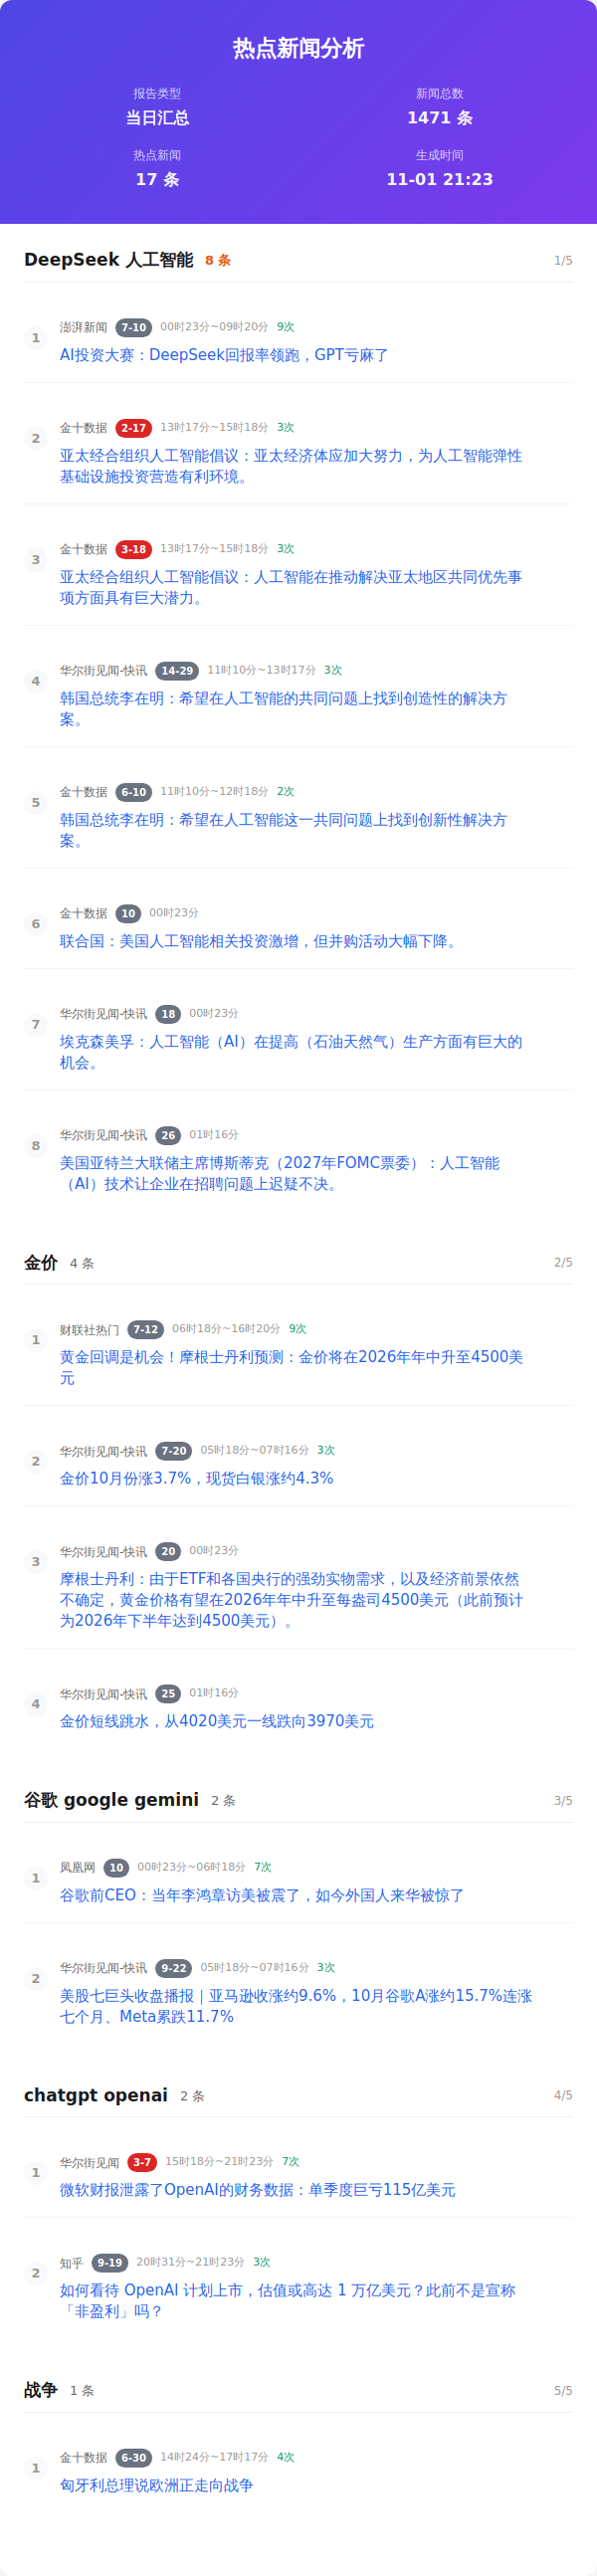 热点新闻分析
报告类型
当日汇总
新闻总数
1471 条
热点新闻
17 条
生成时间
11-01 21:23
DeepSeek 人工智能 8 条 1/5
1
澎湃新闻 7-10 00时23分~09时20分 9次
AI投资大赛：DeepSeek回报率领跑，GPT亏麻了
2
金十数据 2-17 13时17分~15时18分 3次
亚太经合组织人工智能倡议：亚太经济体应加大努力，为人工智能弹性
基础设施投资营造有利环境。
3
金十数据 3-18 13时17分~15时18分 3次
亚太经合组织人工智能倡议：人工智能在推动解决亚太地区共同优先事
项方面具有巨大潜力。
4
华尔街见闻-快讯 14-29 11时10分~13时17分 3次
韩国总统李在明：希望在人工智能的共同问题上找到创造性的解决方
案。
5
金十数据 6-10 11时10分~12时18分 2次
韩国总统李在明：希望在人工智能这一共同问题上找到创新性解决方
案。
6
金十数据 10 00时23分
联合国：美国人工智能相关投资激增，但并购活动大幅下降。
7
华尔街见闻-快讯 18 00时23分
埃克森美孚：人工智能（AI）在提高（石油天然气）生产方面有巨大的
机会。
8
华尔街见闻-快讯 26 01时16分
美国亚特兰大联储主席博斯蒂克（2027年FOMC票委）：人工智能
（AI）技术让企业在招聘问题上迟疑不决。
金价 4 条 2/5
1
财联社热门 7-12 06时18分~16时20分 9次
黄金回调是机会！摩根士丹利预测：金价将在2026年年中升至4500美
元
2
华尔街见闻-快讯 7-20 05时18分~07时16分 3次
金价10月份涨3.7%，现货白银涨约4.3%
3
华尔街见闻-快讯 20 00时23分
摩根士丹利：由于ETF和各国央行的强劲实物需求，以及经济前景依然
不确定，黄金价格有望在2026年年中升至每盎司4500美元（此前预计
为2026年下半年达到4500美元）。
4
华尔街见闻-快讯 25 01时16分
金价短线跳水，从4020美元一线跌向3970美元
谷歌 google gemini 2 条 3/5
1
凤凰网 10 00时23分~06时18分 7次
谷歌前CEO：当年李鸿章访美被震了，如今外国人来华被惊了
2
华尔街见闻-快讯 9-22 05时18分~07时16分 3次
美股七巨头收盘播报｜亚马逊收涨约9.6%，10月谷歌A涨约15.7%连涨
七个月、Meta累跌11.7%
chatgpt openai 2 条 4/5
1
华尔街见闻 3-7 15时18分~21时23分 7次
微软财报泄露了OpenAI的财务数据：单季度巨亏115亿美元
2
知乎 9-19 20时31分~21时23分 3次
如何看待 OpenAI 计划上市，估值或高达 1 万亿美元？此前不是宣称
「非盈利」吗？
战争 1 条 5/5
1
金十数据 6-30 14时24分~17时17分 4次
匈牙利总理说欧洲正走向战争